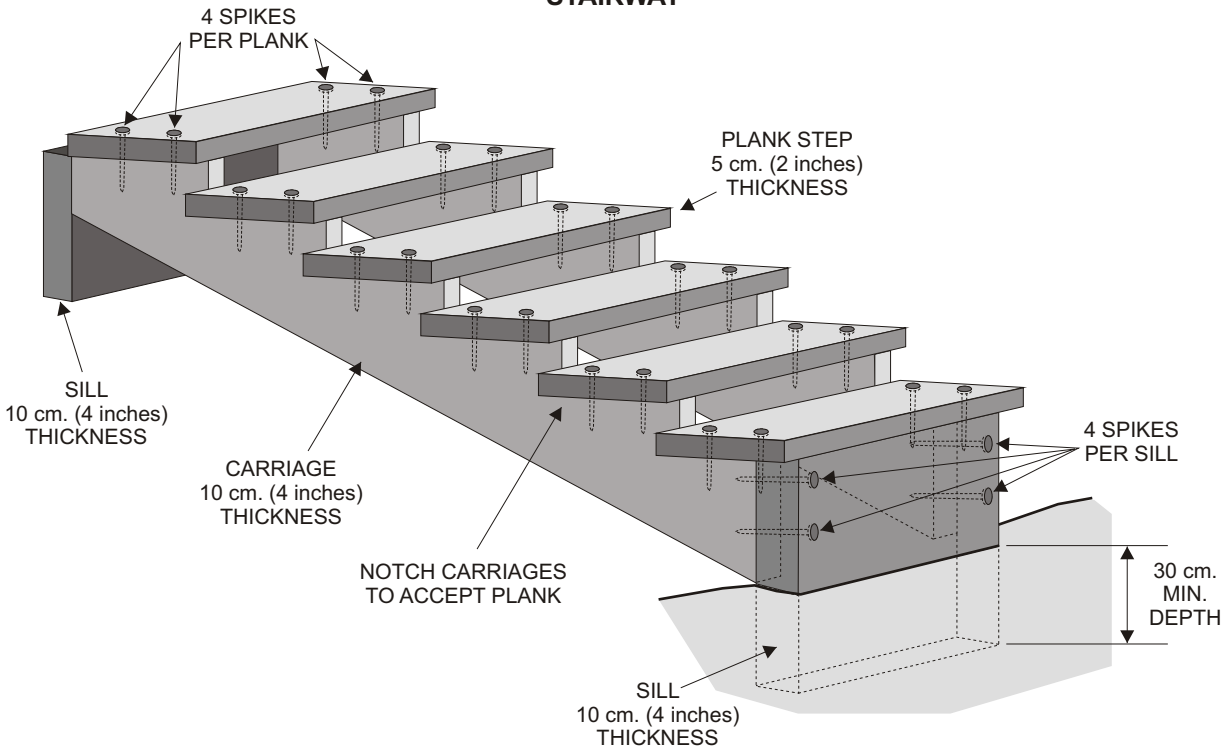 STAIRWAY
4 SPIKES
PER PLANK
PLANK STEP
5 cm. (2 inches)
THICKNESS
SILL
10 cm. (4 inches)
THICKNESS
CARRIAGE
10 cm. (4 inches)
THICKNESS
4 SPIKES
PER SILL
NOTCH CARRIAGES
TO ACCEPT PLANK
30 cm.
MIN.
DEPTH
SILL
10 cm. (4 inches)
THICKNESS